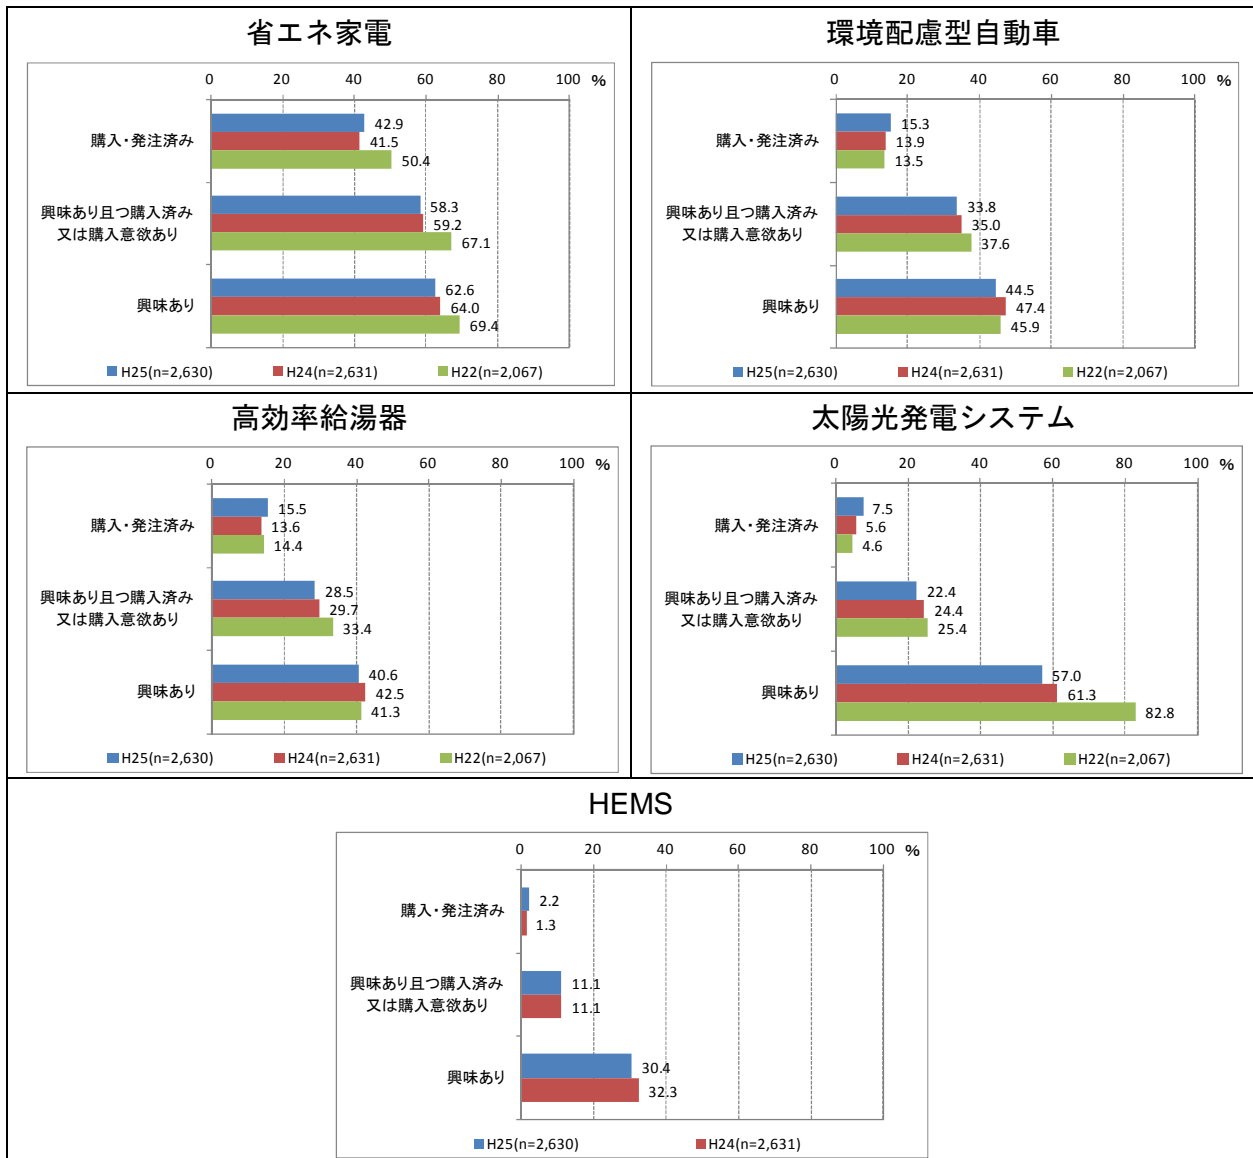 省エネ家電
0 20 40 60 80 100 %
購入・発注済み
42.9
41.5
50.4
興味あり且つ購入済み
又は購入意欲あり
58.3
59.2
67.1
興味あり
62.6
64.0
69.4
H25(n=2,630) H24(n=2,631) H22(n=2,067)
環境配慮型自動車
0 20 40 60 80 100 %
購入・発注済み
15.3
13.9
13.5
興味あり且つ購入済み
又は購入意欲あり
33.8
35.0
37.6
興味あり
44.5
47.4
45.9
H25(n=2,630) H24(n=2,631) H22(n=2,067)
高効率給湯器
0 20 40 60 80 100 %
購入・発注済み
15.5
13.6
14.4
興味あり且つ購入済み
又は購入意欲あり
28.5
29.7
33.4
興味あり
40.6
42.5
41.3
H25(n=2,630) H24(n=2,631) H22(n=2,067)
太陽光発電システム
0 20 40 60 80 100 %
購入・発注済み
7.5
5.6
4.6
興味あり且つ購入済み
又は購入意欲あり
22.4
24.4
25.4
興味あり
57.0
61.3
82.8
H25(n=2,630) H24(n=2,631) H22(n=2,067)
HEMS
0 20 40 60 80 100 %
購入・発注済み
2.2
1.3
興味あり且つ購入済み
又は購入意欲あり
11.1
11.1
興味あり
30.4
32.3
H25(n=2,630) H24(n=2,631)